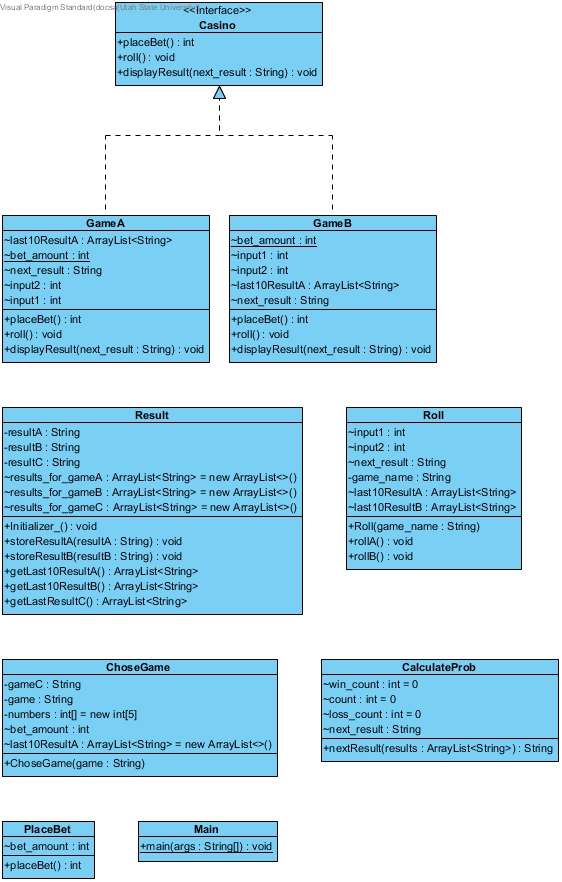 Visual Paradigm Standard(docsa(Utah State University))
<<Interface>>
Casino
+placeBet() : int
+roll() : void
+displayResult(next_result : String) : void
GameA
~last10ResultA : ArrayList<String>
~bet_amount : int
~next_result : String
~input2 : int
~input1 : int
+placeBet() : int
+roll() : void
+displayResult(next_result : String) : void
GameB
~bet_amount : int
~input1 : int
~input2 : int
~last10ResultA : ArrayList<String>
~next_result : String
+placeBet() : int
+roll() : void
+displayResult(next_result : String) : void
Result
-resultA : String
-resultB : String
-resultC : String
~results_for_gameA : ArrayList<String> = new ArrayList<>()
~results_for_gameB : ArrayList<String> = new ArrayList<>()
~results_for_gameC : ArrayList<String> = new ArrayList<>()
+Initializer_() : void
+storeResultA(resultA : String) : void
+storeResultB(resultB : String) : void
+getLast10ResultA() : ArrayList<String>
+getLast10ResultB() : ArrayList<String>
+getLastResultC() : ArrayList<String>
Roll
~input1 : int
~input2 : int
~next_result : String
-game_name : String
~last10ResultA : ArrayList<String>
~last10ResultB : ArrayList<String>
+Roll(game_name : String)
+rollA() : void
+rollB() : void
ChoseGame
-gameC : String
-game : String
-numbers : int[] = new int[5]
~bet_amount : int
~last10ResultA : ArrayList<String> = new ArrayList<>()
+ChoseGame(game : String)
CalculateProb
~win_count : int = 0
~count : int = 0
~loss_count : int = 0
~next_result : String
+nextResult(results : ArrayList<String>) : String
PlaceBet
~bet_amount : int
+placeBet() : int
Main
+main(args : String[]) : void